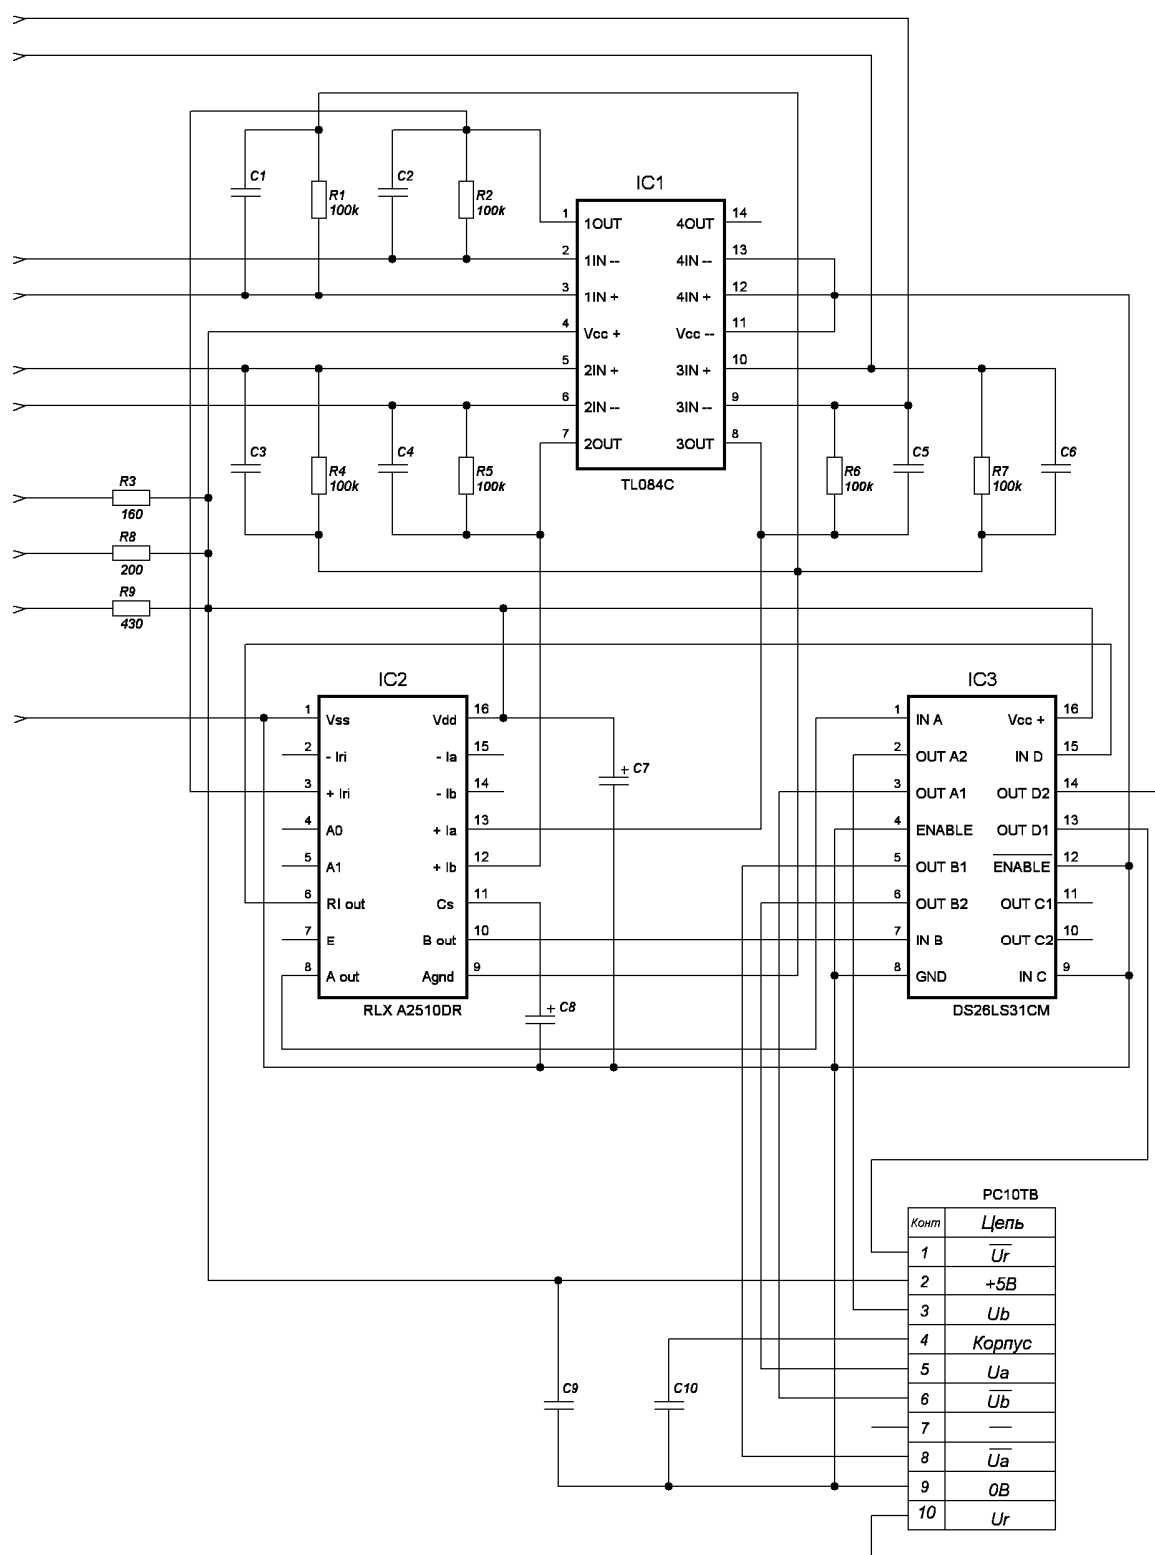 C1
R1
100k
C2
R2
100k
IC1
1 1OUT 4OUT 14
2 1IN -- 4IN -- 13
3 1IN + 4IN + 12
4 Vcc + Vcc -- 11
5 2IN + 3IN + 10
6 2IN -- 3IN -- 9
7 2OUT 3OUT 8
TL084C
C3
R4
100k
C4
R5
100k
R6
100k
C5
R7
100k
C6
R3
160
R8
200
R9
430
IC2
1 Vss Vdd 16
2 - Iri - Ia 15
3 + Iri - Ib 14
4 A0 + Ia 13
5 A1 + Ib 12
6 RI out Cs 11
7 E B out 10
8 A out Agnd 9
RLX A2510DR
+ C7
+ C8
IC3
1 IN A Vcc + 16
2 OUT A2 IN D 15
3 OUT A1 OUT D2 14
4 ENABLE OUT D1 13
5 OUT B1 ENABLE 12
6 OUT B2 OUT C1 11
7 IN B OUT C2 10
8 GND IN C 9
DS26LS31CM
PC10TB
Конт Цепь
1 Ur
2 +5В
3 Ub
4 Корпус
5 Ua
6 Ub
7 —
8 Ua
9 0В
10 Ur
C9
C10